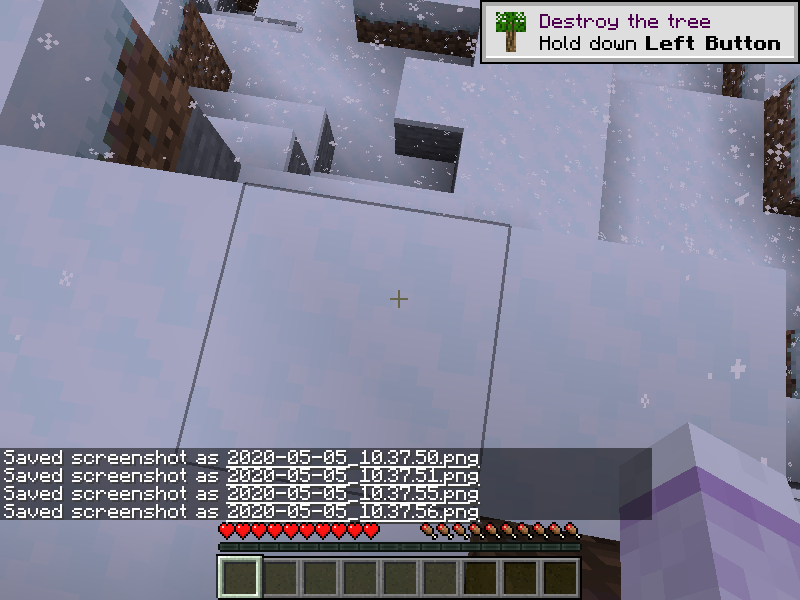 Destroy the tree
Hold down Left Button
Saved screenshot as 2020-05-05_10.37.50.png
Saved screenshot as 2020-05-05_10.37.51.png
Saved screenshot as 2020-05-05_10.37.55.png
Saved screenshot as 2020-05-05_10.37.56.png